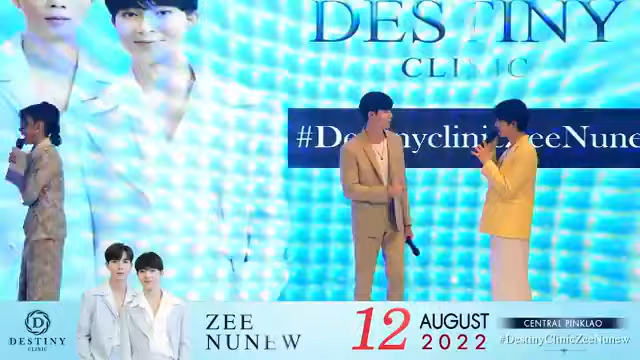 DESTINY
CLINIC
#DestinyclinicZeeNunew
D
DESTINY
CLINIC
ZEE
NUNEW
12 AUGUST
2022
CENTRAL PINKLAO
#DestinyClinicZeeNunew